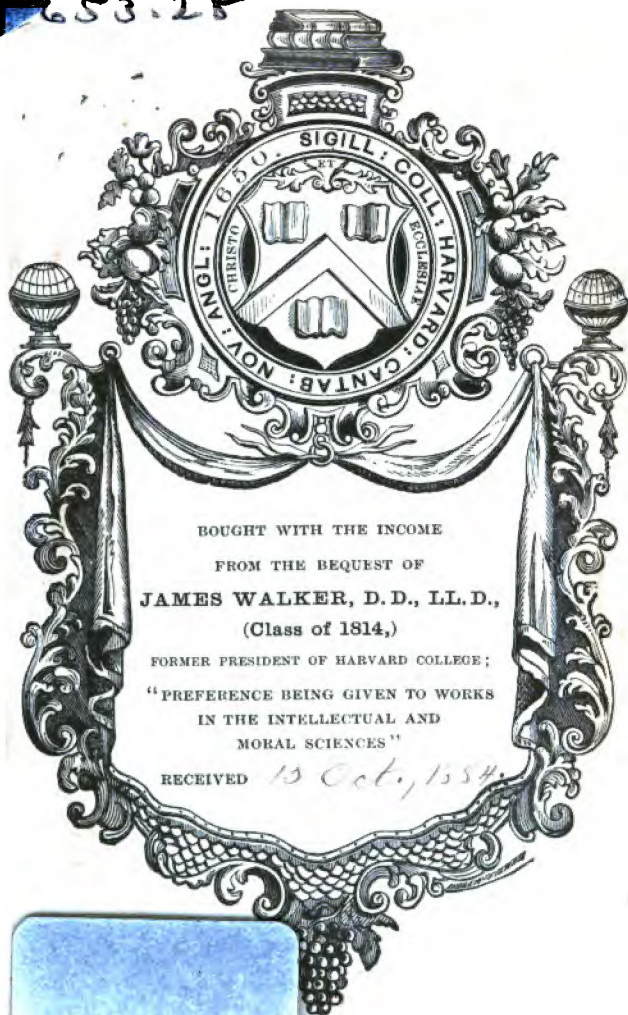 653.25
SIGILL: COLL: HARVARD: CANTAB: NOV: ANGL: 1650.
CHRISTO ET ECCLESIAE
BOUGHT WITH THE INCOME
FROM THE BEQUEST OF
JAMES WALKER, D.D., LL.D.,
(Class of 1814,)
FORMER PRESIDENT OF HARVARD COLLEGE;
"PREFERENCE BEING GIVEN TO WORKS
IN THE INTELLECTUAL AND
MORAL SCIENCES"
RECEIVED Oct., 1884.